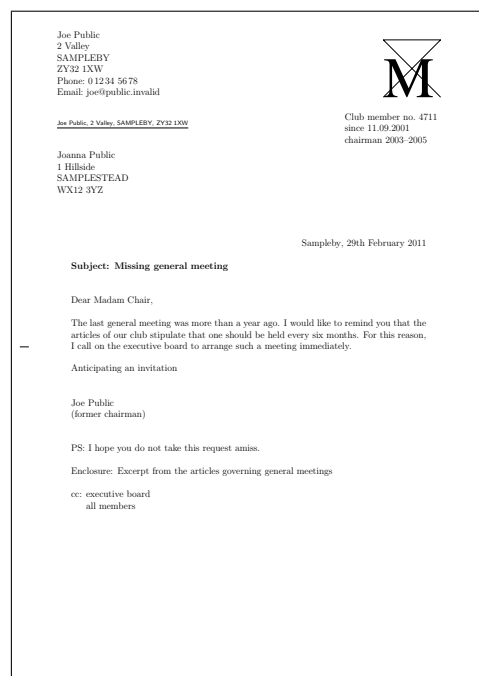 Joe Public
2 Valley
SAMPLEBY
ZY32 1XW
Phone: 0 12 34 56 78
Email: joe@public.invalid
M
Club member no. 4711
since 11.09.2001
chairman 2003–2005
Joe Public, 2 Valley, SAMPLEBY, ZY32 1XW
Joanna Public
1 Hillside
SAMPLESTEAD
WX12 3YZ
Sampleby, 29th February 2011
Subject: Missing general meeting
Dear Madam Chair,
The last general meeting was more than a year ago. I would like to remind you that the
articles of our club stipulate that one should be held every six months. For this reason,
I call on the executive board to arrange such a meeting immediately.
Anticipating an invitation
Joe Public
(former chairman)
PS: I hope you do not take this request amiss.
Enclosure: Excerpt from the articles governing general meetings
cc: executive board
all members